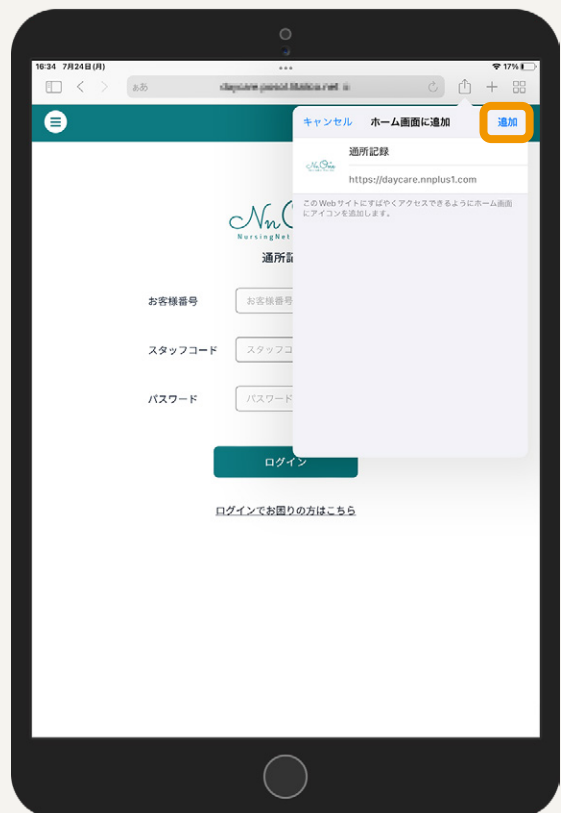 16:34 7月24日(月)
17%
ああ
キャンセル
ホーム画面に追加
追加
通所記録
https://daycare.nnplus1.com
このWebサイトにすばやくアクセスできるようにホーム画面
にアイコンを追加します。
NursingNet
通所記
お客様番号
お客様番号
スタッフコード
スタッフコ
パスワード
パスワード
ログイン
ログインでお困りの方はこちら